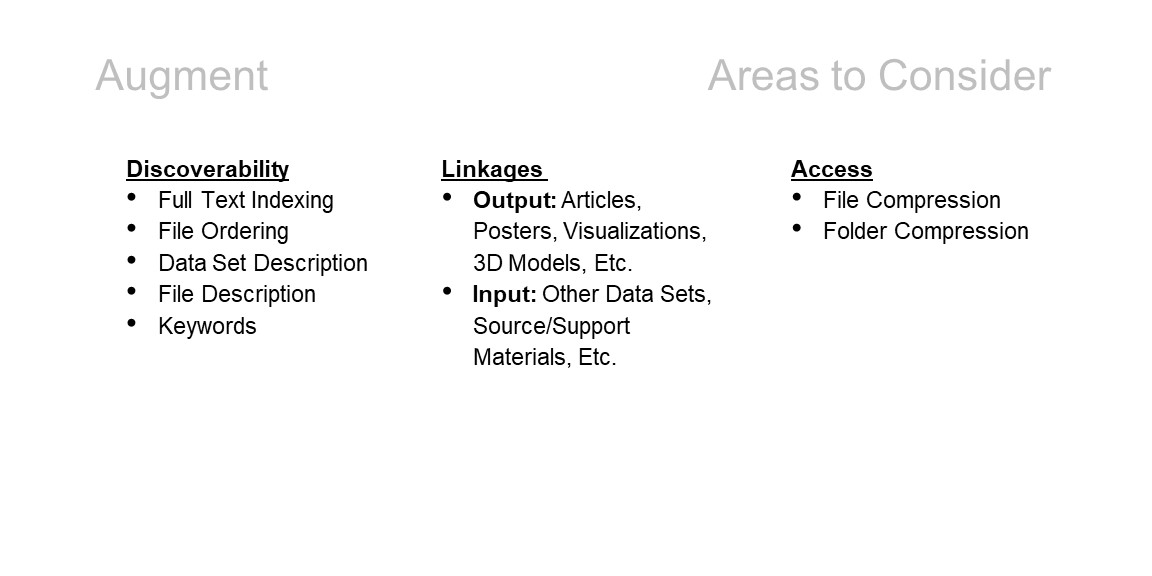 Augment
Areas to Consider
Discoverability
• Full Text Indexing
• File Ordering
• Data Set Description
• File Description
• Keywords
Linkages
• Output: Articles,
Posters, Visualizations,
3D Models, Etc.
• Input: Other Data Sets,
Source/Support
Materials, Etc.
Access
• File Compression
• Folder Compression